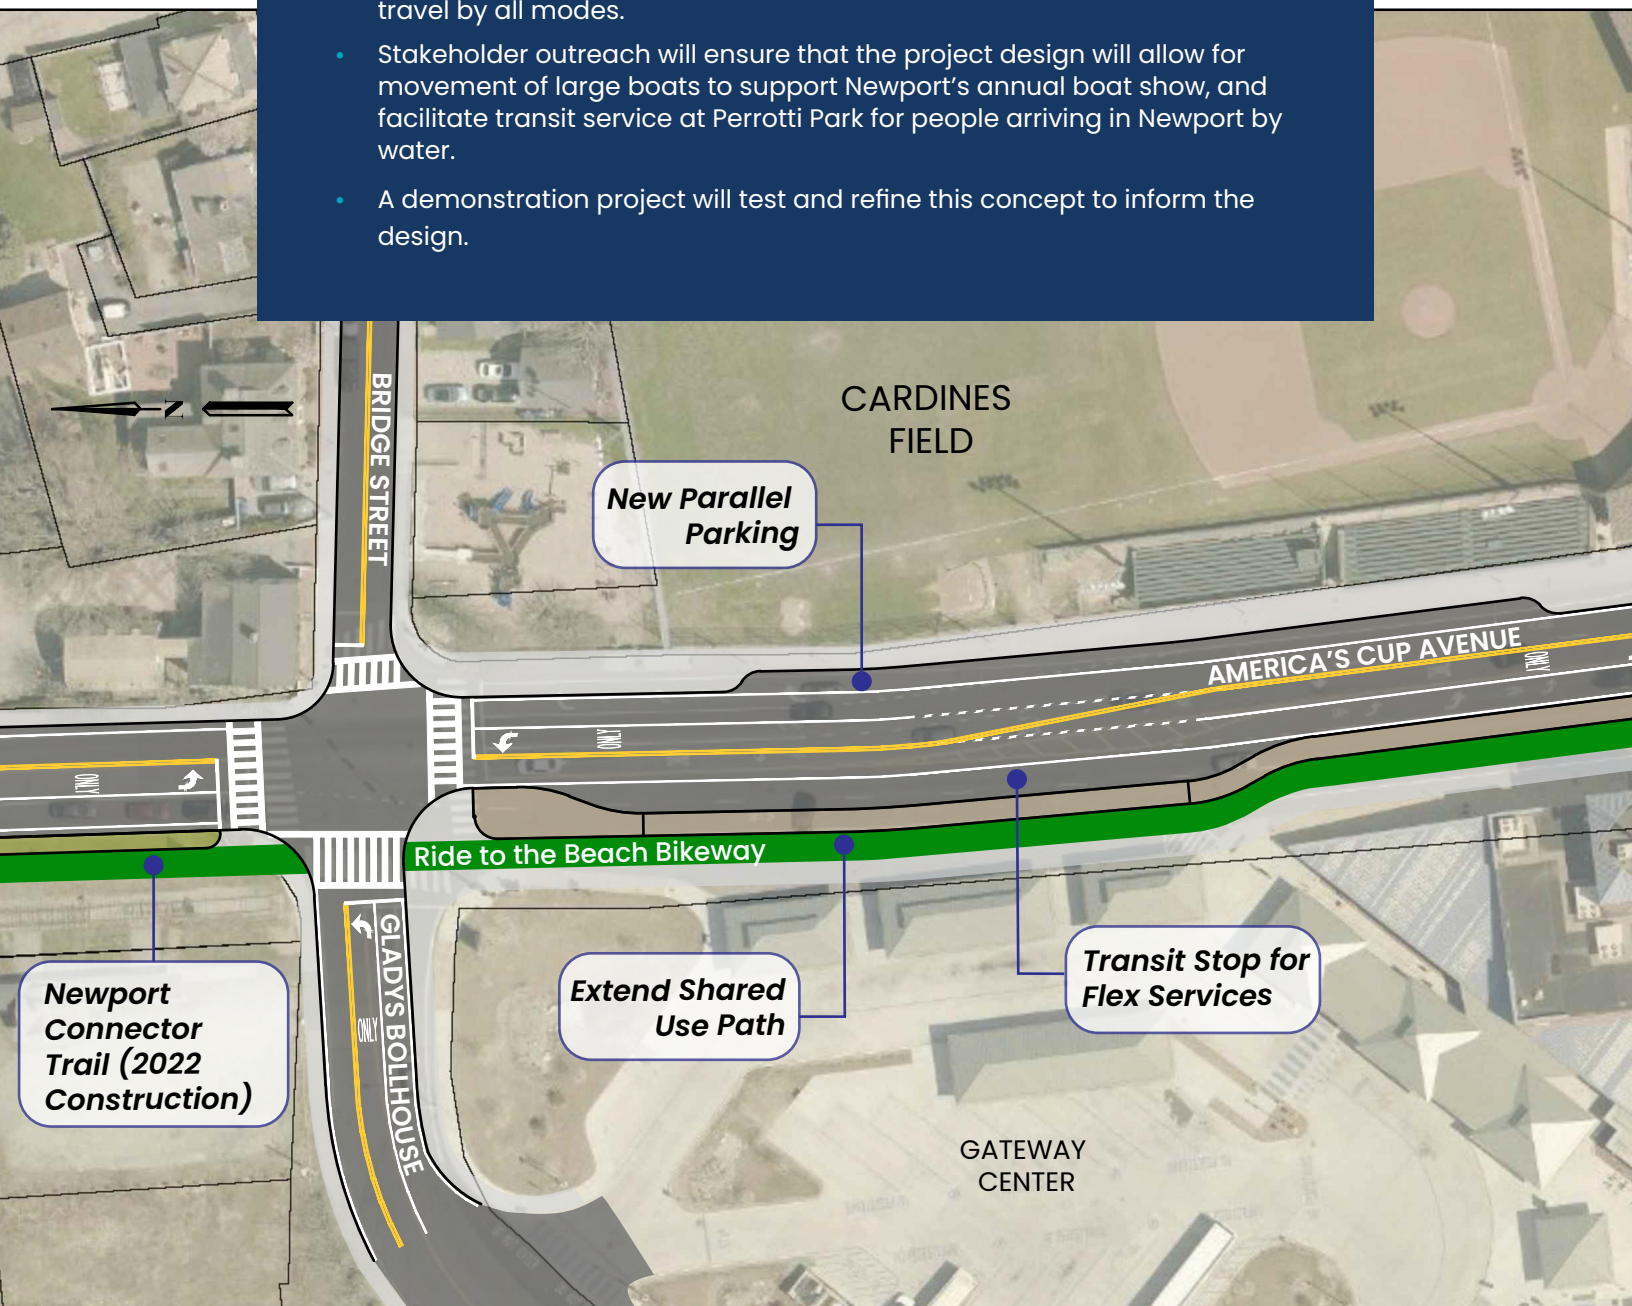 travel by all modes.
• Stakeholder outreach will ensure that the project design will allow for
movement of large boats to support Newport’s annual boat show, and
facilitate transit service at Perrotti Park for people arriving in Newport by
water.
• A demonstration project will test and refine this concept to inform the
design.
BRIDGE STREET
N
CARDINES
FIELD
New Parallel
Parking
AMERICA’S CUP AVENUE
ONLY
ONLY
ONLY
Ride to the Beach Bikeway
GLADYS BOLLHOUSE
ONLY
Newport
Connector
Trail (2022
Construction)
Extend Shared
Use Path
Transit Stop for
Flex Services
GATEWAY
CENTER